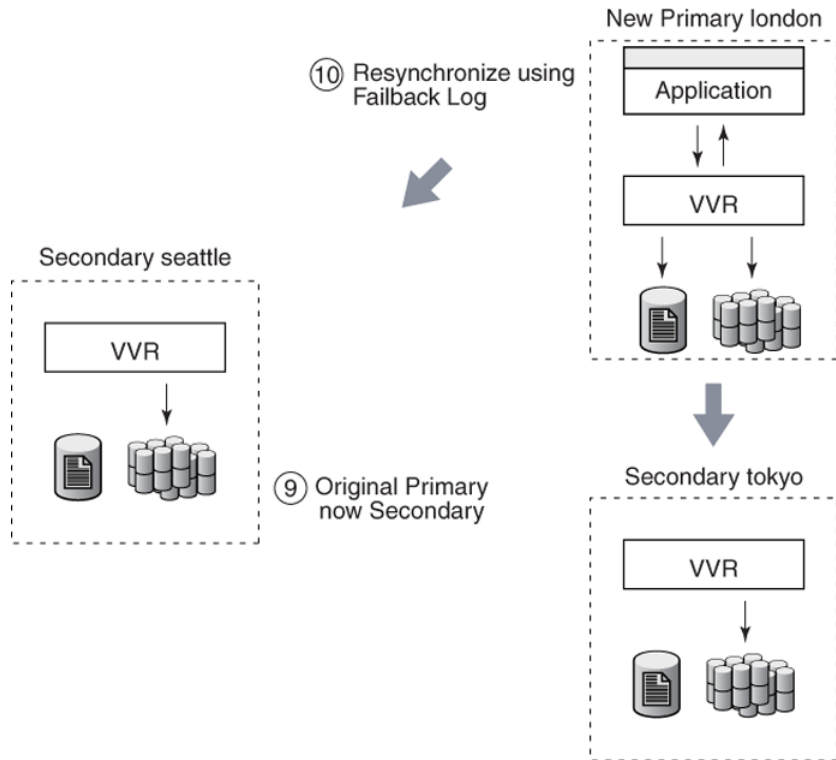 New Primary london
⑩ Resynchronize using
Failback Log
Application
VVR
Secondary seattle
VVR
⑨ Original Primary
now Secondary
Secondary tokyo
VVR